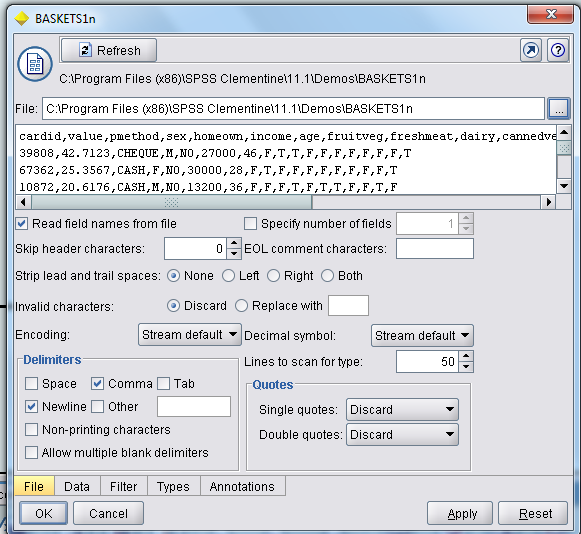 BASKETS1n
Refresh
C:\Program Files (x86)\SPSS Clementine\11.1\Demos\BASKETS1n
File: C:\Program Files (x86)\SPSS Clementine\11.1\Demos\BASKETS1n ...
cardid,value,pmethod,sex,homeown,income,age,fruitveg,freshmeat,dairy,cannedve
39808,42.7123,CHEQUE,M,NO,27000,46,F,T,T,F,F,F,F,F,F,F,T
67362,25.3567,CASH,F,NO,30000,28,F,T,F,F,F,F,F,F,F,F,T
10872,20.6176,CASH,M,NO,13200,36,F,F,F,T,F,T,T,F,F,T,F
Read field names from file Specify number of fields 1
Skip header characters: 0 EOL comment characters:
Strip lead and trail spaces: None Left Right Both
Invalid characters: Discard Replace with
Encoding: Stream default Decimal symbol: Stream default
Delimiters Lines to scan for type: 50
Space Comma Tab Quotes
Newline Other Single quotes: Discard
Non-printing characters Double quotes: Discard
Allow multiple blank delimiters
File Data Filter Types Annotations
OK Cancel Apply Reset